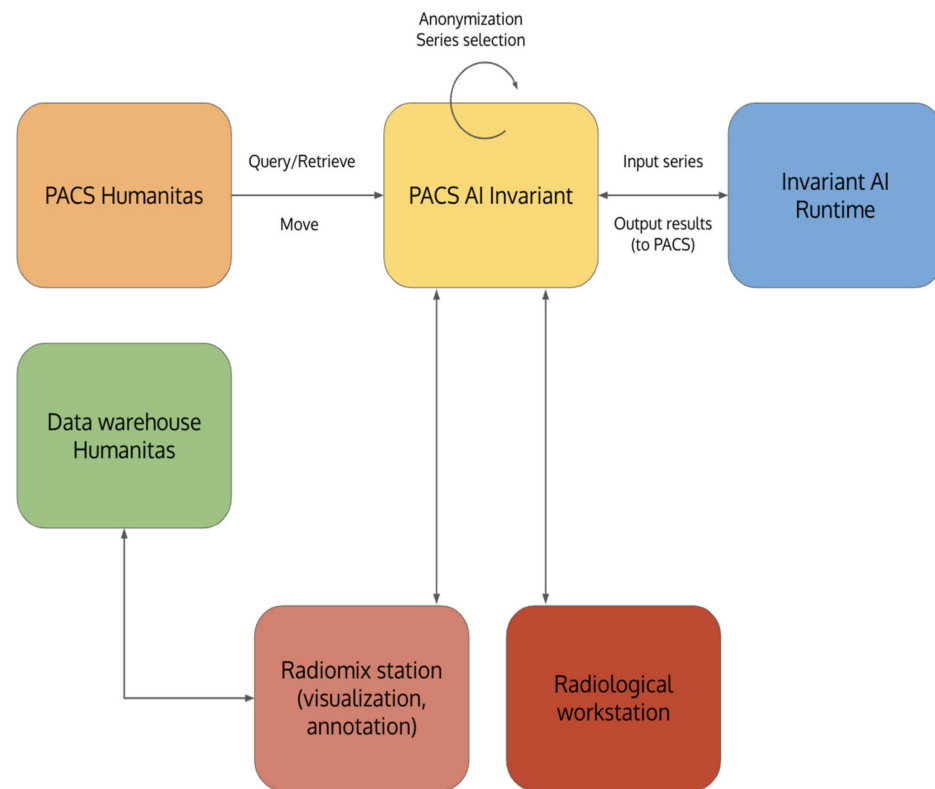 Anonymization
Series selection
PACS Humanitas
Query/Retrieve
Move
PACS AI Invariant
Input series
Output results
(to PACS)
Invariant AI
Runtime
Data warehouse
Humanitas
Radiomix station
(visualization,
annotation)
Radiological
workstation